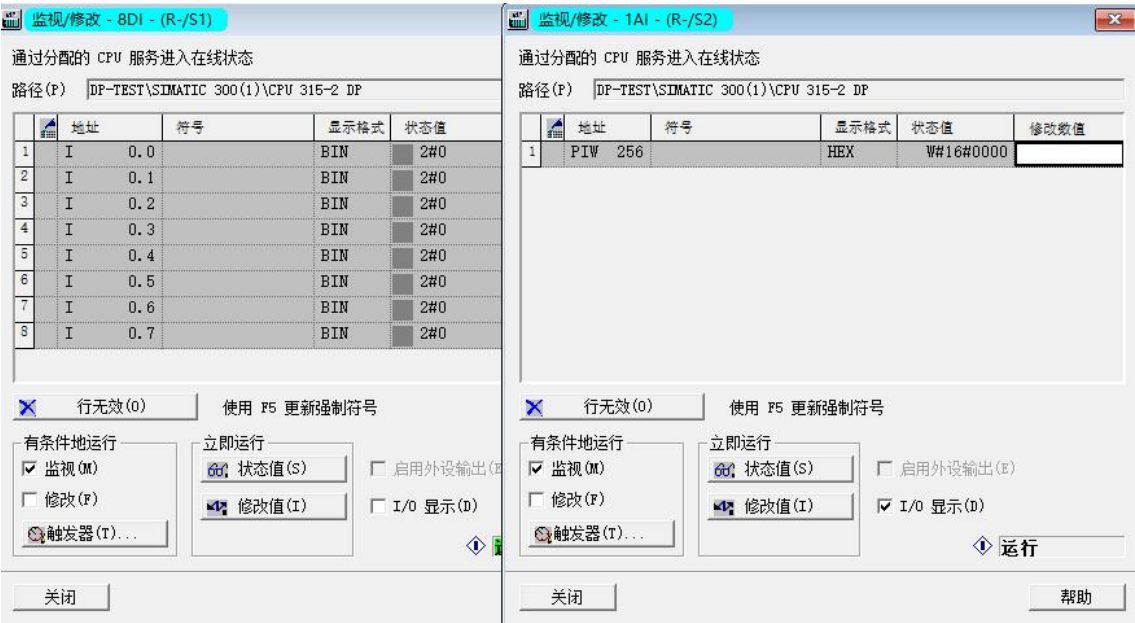 监视/修改 - 8DI - (R-/S1)
通过分配的 CPU 服务进入在线状态
路径(P) DP-TEST\SIMATIC 300(1)\CPU 315-2 DP
地址 符号 显示格式 状态值
1 I 0.0 BIN 2#0
2 I 0.1 BIN 2#0
3 I 0.2 BIN 2#0
4 I 0.3 BIN 2#0
5 I 0.4 BIN 2#0
6 I 0.5 BIN 2#0
7 I 0.6 BIN 2#0
8 I 0.7 BIN 2#0
行无效(O) 使用 F5 更新强制符号
有条件地运行 立即运行
监视(M) 状态值(S) 启用外设输出(E
修改(F) 修改值(I) I/O 显示(D)
触发器(T)...
关闭
监视/修改 - 1AI - (R-/S2)
通过分配的 CPU 服务进入在线状态
路径(P) DP-TEST\SIMATIC 300(1)\CPU 315-2 DP
地址 符号 显示格式 状态值 修改数值
1 PIW 256 HEX W#16#0000
行无效(O) 使用 F5 更新强制符号
有条件地运行 立即运行
监视(M) 状态值(S) 启用外设输出(E)
修改(F) 修改值(I) I/O 显示(D)
触发器(T)... 运行
关闭 帮助